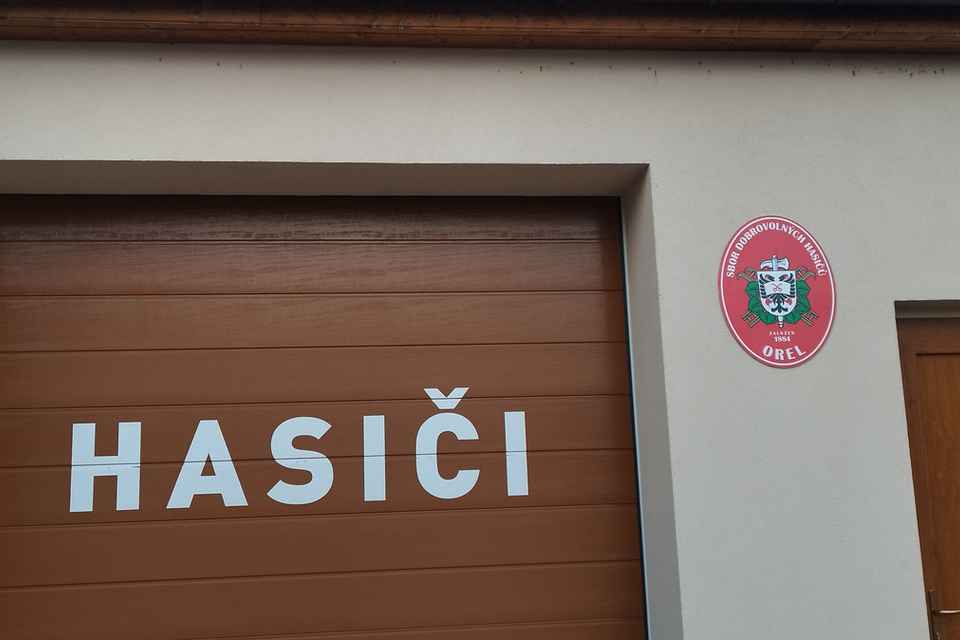 HASIČI
SBOR DOBROVOLNÝCH HASIČŮ
ZALOŽEN
1884
OREL